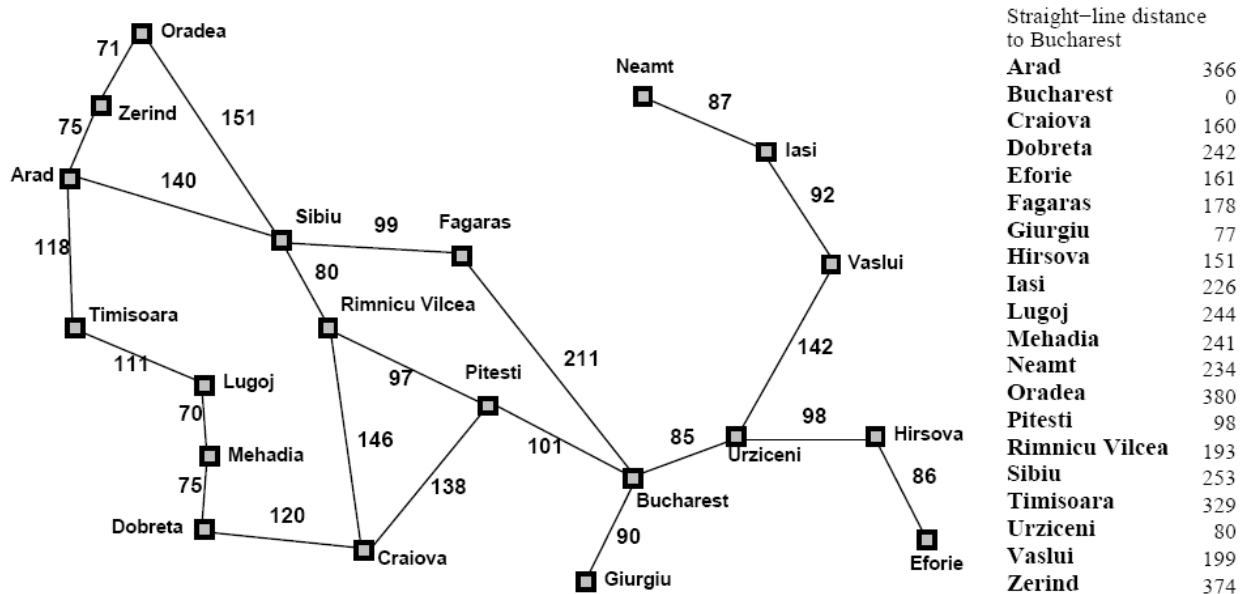 Oradea
71
Zerind
75
151
Arad
140
Sibiu
99
Fagaras
118
80
Timisoara
Rimnicu Vilcea
111
Lugoj
97
Pitesti
211
70
Mehadia
146
101
75
138
Dobreta
120
Craiova
Bucharest
90
Giurgiu
Neamt
87
Iasi
92
Vaslui
142
98
Hirsova
85
Urziceni
86
Eforie
Straight−line distance
to Bucharest
Arad 366
Bucharest 0
Craiova 160
Dobreta 242
Eforie 161
Fagaras 178
Giurgiu 77
Hirsova 151
Iasi 226
Lugoj 244
Mehadia 241
Neamt 234
Oradea 380
Pitesti 98
Rimnicu Vilcea 193
Sibiu 253
Timisoara 329
Urziceni 80
Vaslui 199
Zerind 374